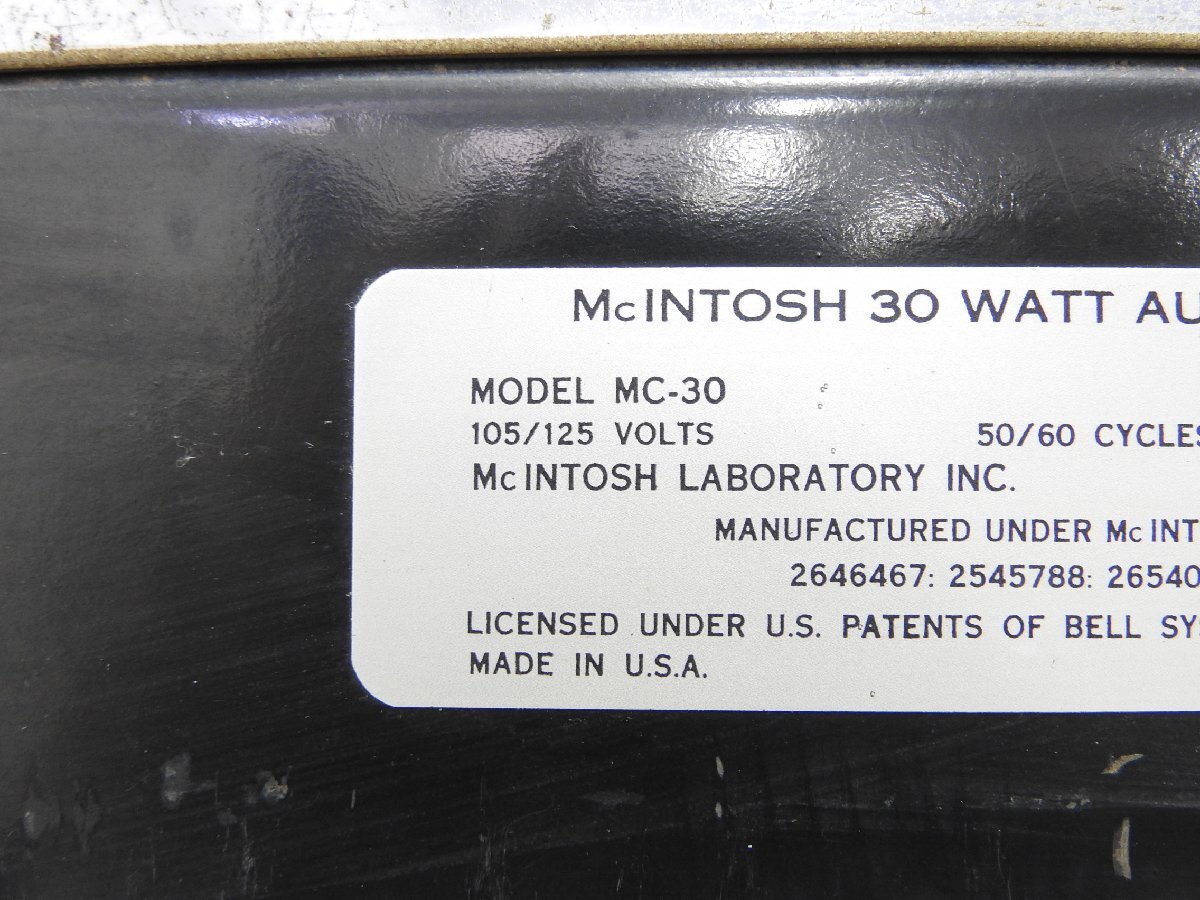 McINTOSH 30 WATT AU
MODEL MC-30
105/125 VOLTS 50/60 CYCLES
McINTOSH LABORATORY INC.
MANUFACTURED UNDER McINT
2646467: 2545788: 26540
LICENSED UNDER U.S. PATENTS OF BELL SYS
MADE IN U.S.A.